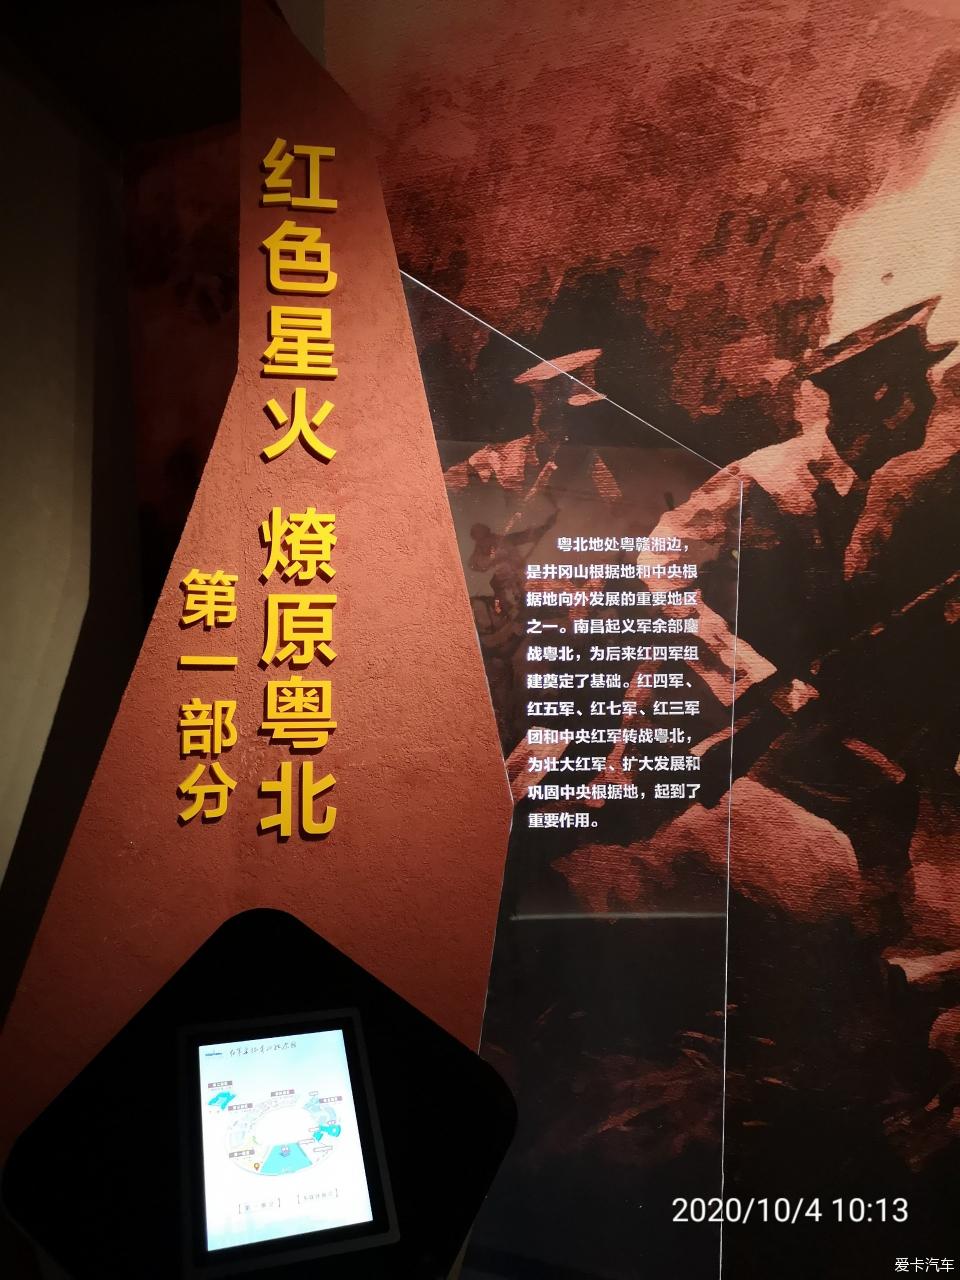 红色星火 燎原粤北
第一部分
粤北地处粤赣湘边，
是井冈山根据地和中央根
据地向外发展的重要地区
之一。南昌起义军余部鏖
战粤北，为后来红四军组
建奠定了基础。红四军、
红五军、红七军、红三军
团和中央红军转战粤北，
为壮大红军、扩大发展和
巩固中央根据地，起到了
重要作用。
2020/10/4 10:13
爱卡汽车